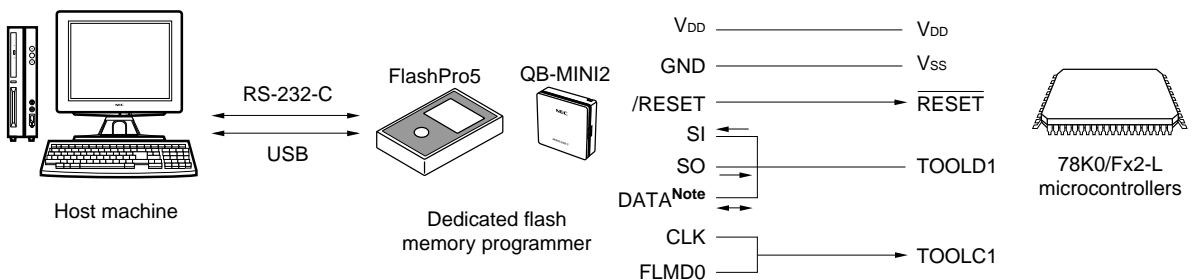 RS-232-C
USB
Host machine
FlashPro5
QB-MINI2
NEC
Dedicated flash
memory programmer
VDD
VDD
GND
VSS
/RESET
RESET
SI
SO
TOOLD1
DATANote
CLK
FLMD0
TOOLC1
78K0/Fx2-L
microcontrollers